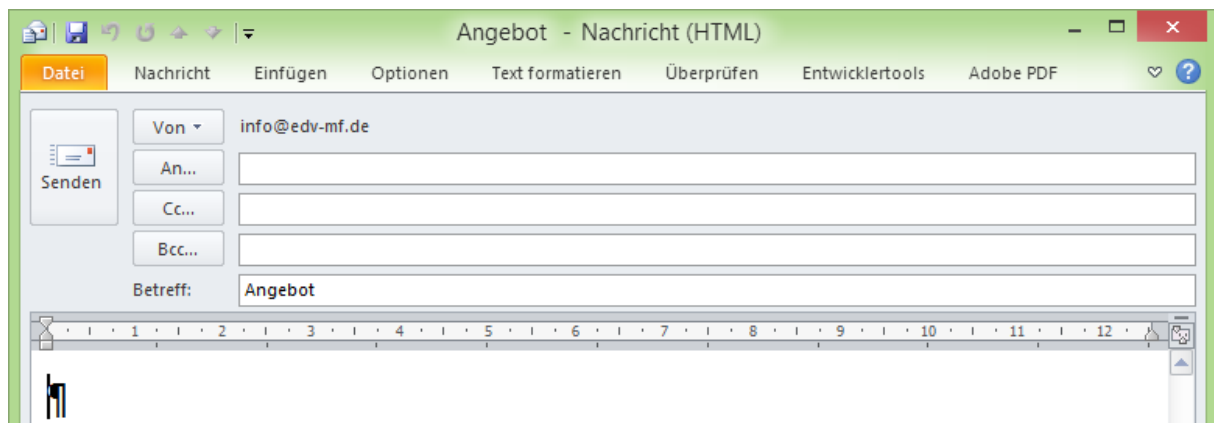 Angebot - Nachricht (HTML)
Datei Nachricht Einfügen Optionen Text formatieren Überprüfen Entwicklertools Adobe PDF ?
Von info@edv-mf.de
An...
Senden
Cc...
Bcc...
Betreff: Angebot
1 2 3 4 5 6 7 8 9 10 11 12
¶